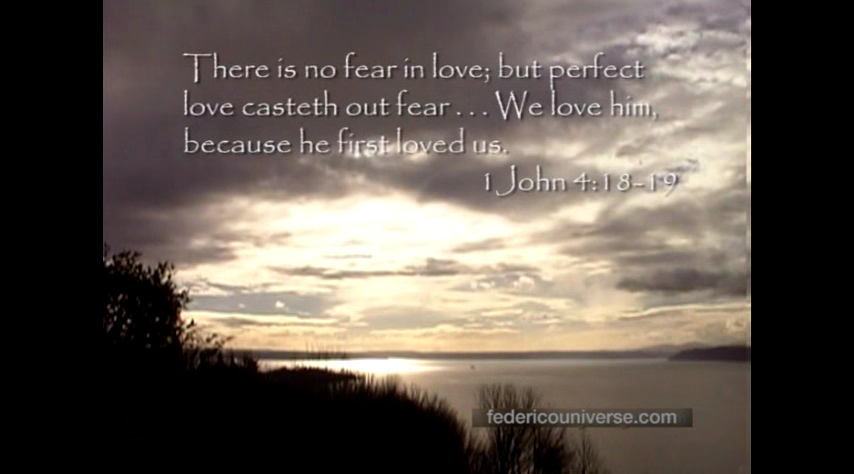 There is no fear in love; but perfect
love casteth out fear . . . We love him,
because he first loved us.
1 John 4:18-19
federicouniverse.com